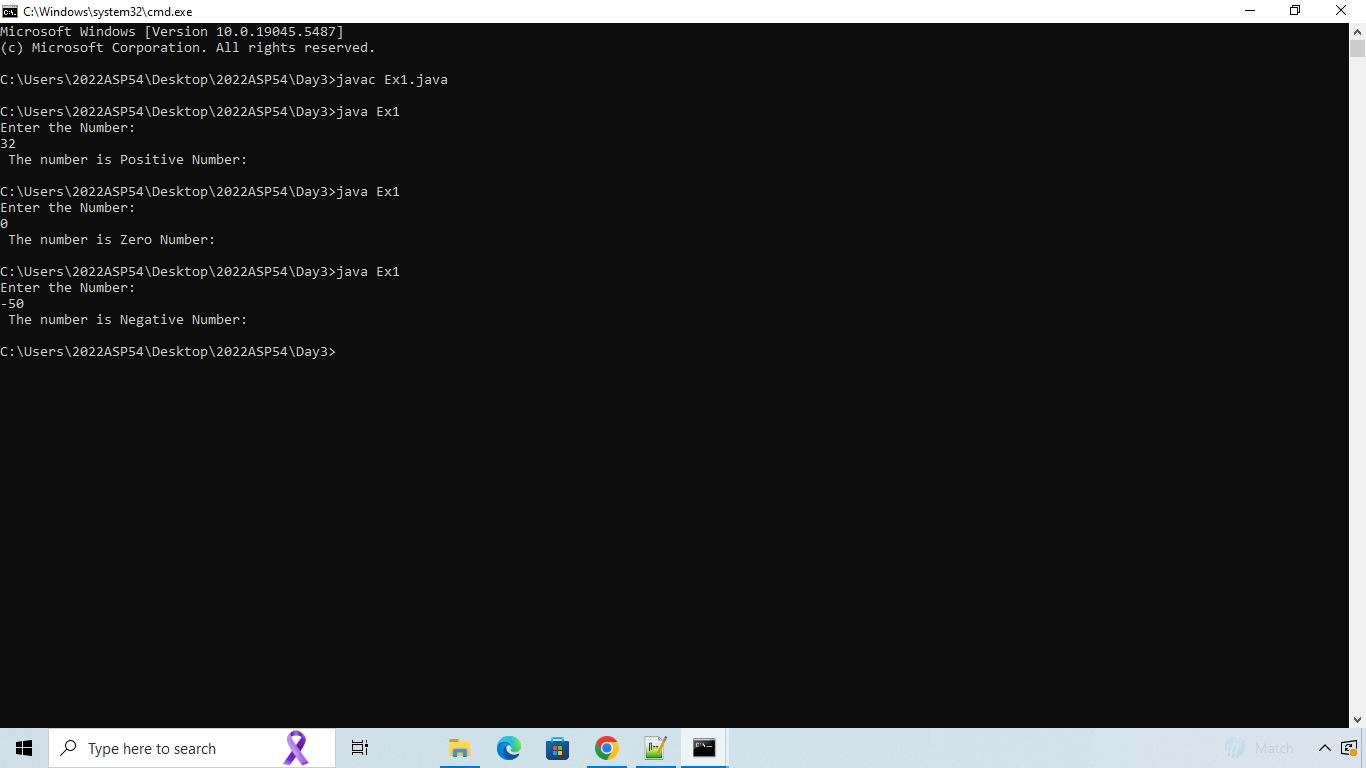 C:\Windows\system32\cmd.exe
Microsoft Windows [Version 10.0.19045.5487]
(c) Microsoft Corporation. All rights reserved.
C:\Users\2022ASP54\Desktop\2022ASP54\Day3>javac Ex1.java
C:\Users\2022ASP54\Desktop\2022ASP54\Day3>java Ex1
Enter the Number:
32
 The number is Positive Number:
C:\Users\2022ASP54\Desktop\2022ASP54\Day3>java Ex1
Enter the Number:
0
 The number is Zero Number:
C:\Users\2022ASP54\Desktop\2022ASP54\Day3>java Ex1
Enter the Number:
-50
 The number is Negative Number:
C:\Users\2022ASP54\Desktop\2022ASP54\Day3>
Type here to search
Match